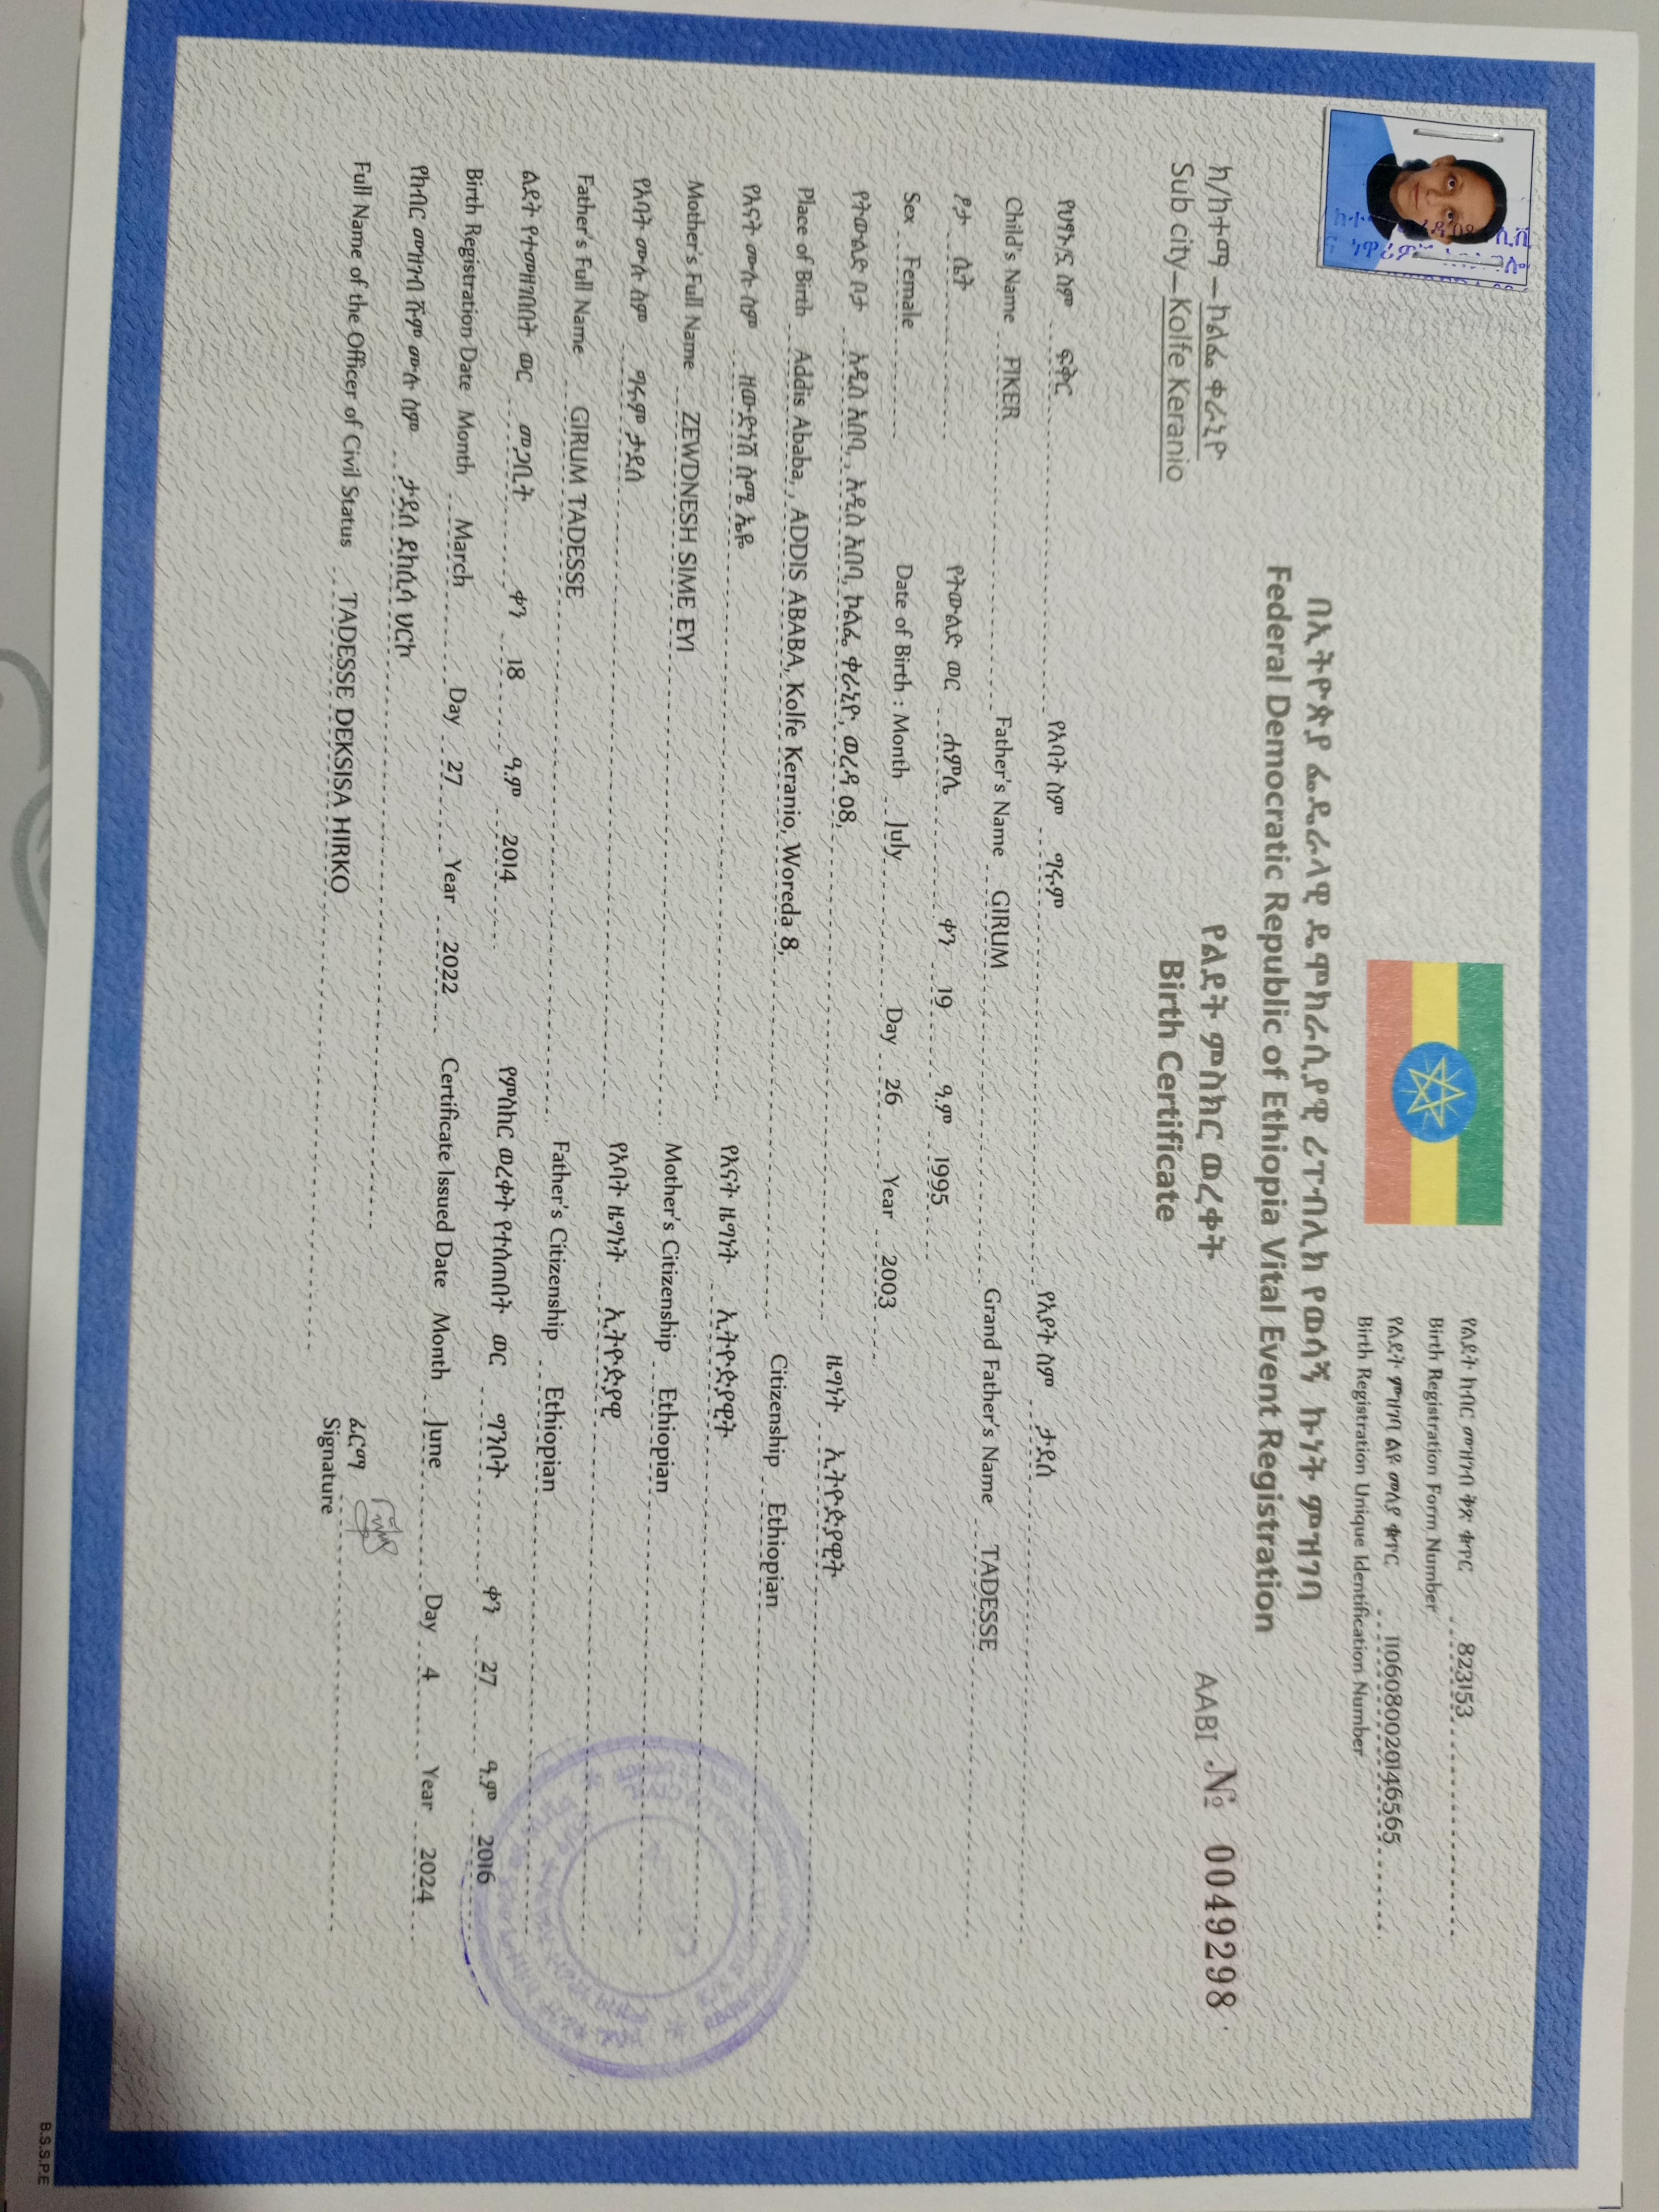 የልደት ክብር መዝገብ ቅጽ ቁጥር 823153
Birth Registration Form Number
የልደት ምዝገባ ልዩ መለያ ቁጥር 1106080020146565
Birth Registration Unique Identification Number
በኢትዮጵያ ፌዴራላዊ ዲሞክራሲያዊ ሪፐብሊክ የወሳኝ ኩነት ምዝገባ
Federal Democratic Republic of Ethiopia Vital Event Registration
ክ/ከተማ ኮልፌ ቀራኒዮ
Sub city Kolfe Keranio
የልደት ምስክር ወረቀት
Birth Certificate
AABI № 0049298
የህፃኑ/ኗ ስም ፍቅር የአባት ስም ግሩም የአያት ስም ታደሰ
Child's Name FIKER Father's Name GIRUM Grand Father's Name TADESSE
ፆታ ሴት የትውልድ ወር ሐምሌ ቀን 19 ዓ.ም 1995
Sex Female Date of Birth : Month July Day 26 Year 2003
የትውልድ ቦታ አዲስ አበባ, , አዲስ አበባ, ኮልፌ ቀራኒዮ, ወረዳ 08, ዜግነት ኢትዮጵያዊት
Place of Birth Addis Ababa, , ADDIS ABABA, Kolfe Keranio, Woreda 8, Citizenship Ethiopian
የእናት ሙሉ ስም ዘውድነሽ ስሜ ኤዬ የእናት ዜግነት ኢትዮጵያዊት
Mother's Full Name ZEWDNESH SIME EYI Mother's Citizenship Ethiopian
የአባት ሙሉ ስም ግሩም ታደሰ የአባት ዜግነት ኢትዮጵያዊ
Father's Full Name GIRUM TADESSE Father's Citizenship Ethiopian
ልደት የተመዘገበበት ወር መጋቢት ቀን 18 ዓ.ም 2014 የምስክር ወረቀት የተሰጠበት ወር ግንቦት ቀን 27 ዓ.ም 2016
Birth Registration Date Month March Day 27 Year 2022 Certificate Issued Date Month June Day 4 Year 2024
የክብር መዝገብ ሹም ሙሉ ስም ታደሰ ደክሲሳ ሀርኮ ፊርማ
Full Name of the Officer of Civil Status TADESSE DEKSISA HIRKO Signature
B.S.S.P.E